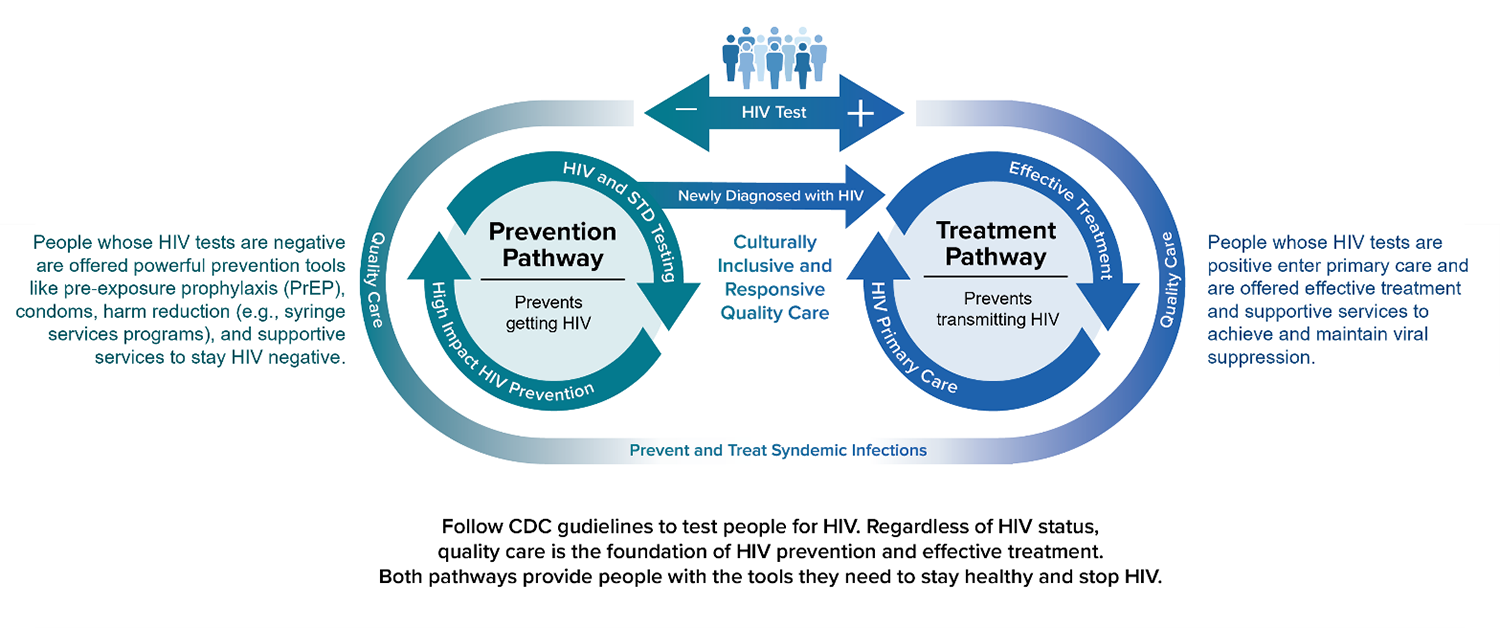 − HIV Test +
HIV and STD Testing
Newly Diagnosed with HIV
Effective Treatment
Prevention
Pathway
Prevents
getting HIV
High Impact HIV Prevention
Culturally
Inclusive and
Responsive
Quality Care
Treatment
Pathway
Prevents
transmitting HIV
HIV Primary Care
Quality Care
Quality Care
People whose HIV tests are negative
are offered powerful prevention tools
like pre-exposure prophylaxis (PrEP),
condoms, harm reduction (e.g., syringe
services programs), and supportive
services to stay HIV negative.
People whose HIV tests are
positive enter primary care and
are offered effective treatment
and supportive services to
achieve and maintain viral
suppression.
Prevent and Treat Syndemic Infections
Follow CDC gudielines to test people for HIV. Regardless of HIV status,
quality care is the foundation of HIV prevention and effective treatment.
Both pathways provide people with the tools they need to stay healthy and stop HIV.